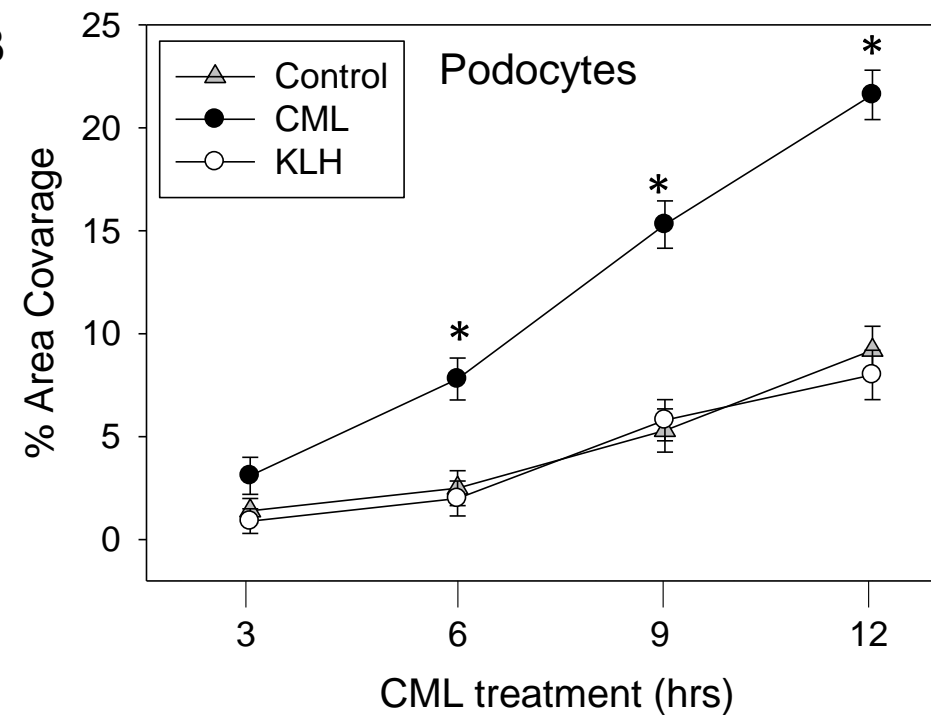 25
Control
CML
KLH
Podocytes
*
20
*
15
*
10
5
0
% Area Covarage
3 6 9 12
CML treatment (hrs)